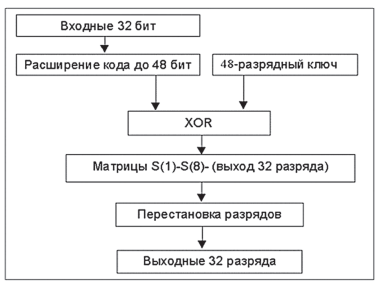 Входные 32 бит
Расширение кода до 48 бит
48-разрядный ключ
XOR
Матрицы S(1)-S(8)- (выход 32 разряда)
Перестановка разрядов
Выходные 32 разряда